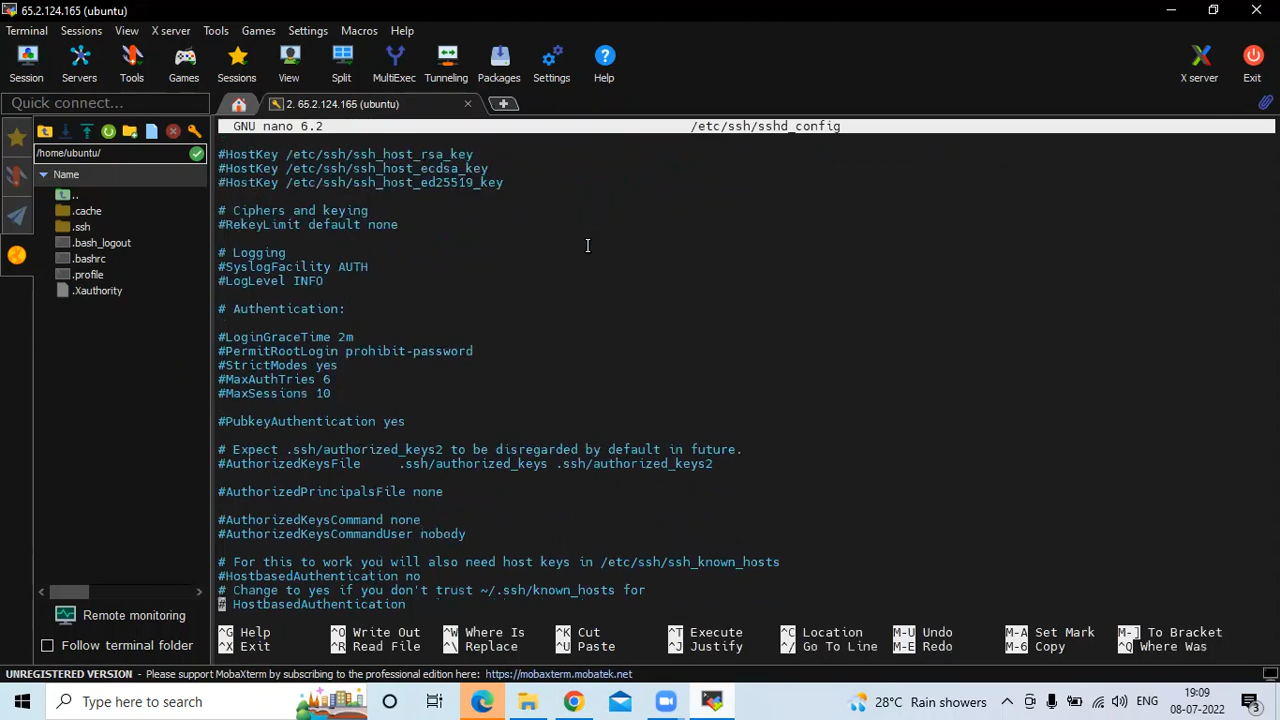 65.2.124.165 (ubuntu)
Terminal Sessions View X server Tools Games Settings Macros Help
Session Servers Tools Games Sessions View Split MultiExec Tunneling Packages Settings Help X server Exit
Quick connect...
2. 65.2.124.165 (ubuntu)
GNU nano 6.2 /etc/ssh/sshd_config
/home/ubuntu/
Name
..
.cache
.ssh
.bash_logout
.bashrc
.profile
.Xauthority
Remote monitoring
Follow terminal folder
#HostKey /etc/ssh/ssh_host_rsa_key
#HostKey /etc/ssh/ssh_host_ecdsa_key
#HostKey /etc/ssh/ssh_host_ed25519_key
# Ciphers and keying
#RekeyLimit default none
# Logging
#SyslogFacility AUTH
#LogLevel INFO
# Authentication:
#LoginGraceTime 2m
#PermitRootLogin prohibit-password
#StrictModes yes
#MaxAuthTries 6
#MaxSessions 10
#PubkeyAuthentication yes
# Expect .ssh/authorized_keys2 to be disregarded by default in future.
#AuthorizedKeysFile .ssh/authorized_keys .ssh/authorized_keys2
#AuthorizedPrincipalsFile none
#AuthorizedKeysCommand none
#AuthorizedKeysCommandUser nobody
# For this to work you will also need host keys in /etc/ssh/ssh_known_hosts
#HostbasedAuthentication no
# Change to yes if you don't trust ~/.ssh/known_hosts for
# HostbasedAuthentication
^G Help ^O Write Out ^W Where Is ^K Cut ^T Execute ^C Location M-U Undo M-A Set Mark M-] To Bracket
^X Exit ^R Read File ^\ Replace ^U Paste ^J Justify ^/ Go To Line M-E Redo M-6 Copy ^Q Where Was
UNREGISTERED VERSION - Please support MobaXterm by subscribing to the professional edition here: https://mobaxterm.mobatek.net
Type here to search
28°C Rain showers
ENG
19:09
08-07-2022
3